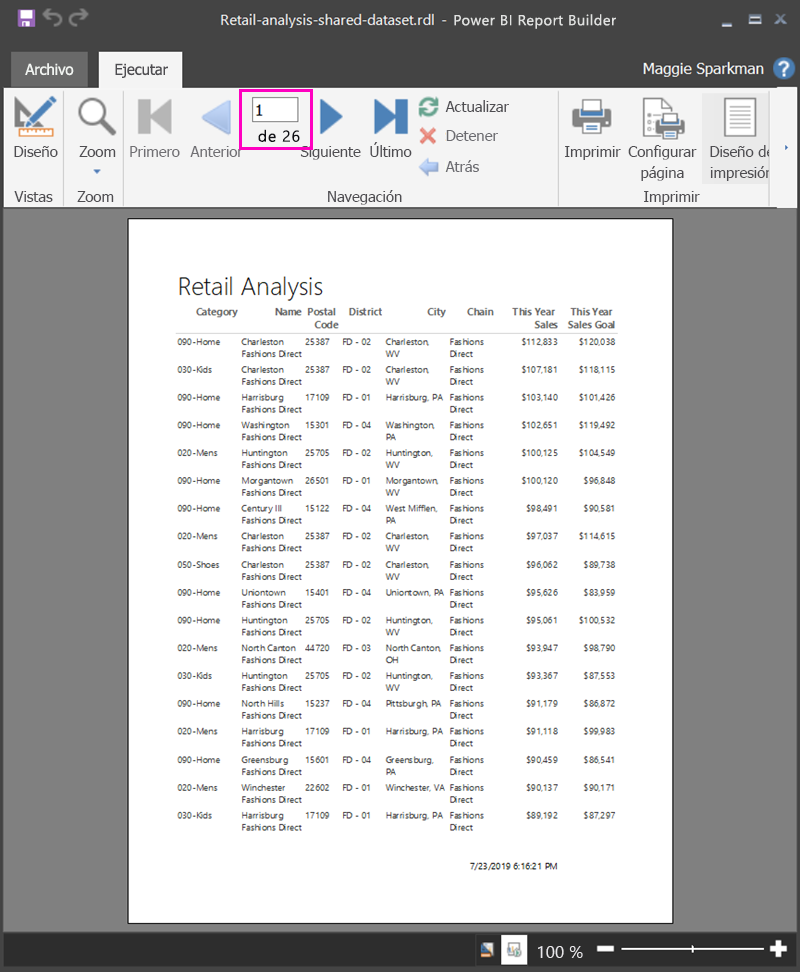 Retail-analysis-shared-dataset.rdl - Power BI Report Builder
Archivo Ejecutar Maggie Sparkman ?
1
de 26
Diseño Zoom Primero Anterior Siguiente Último
Actualizar
Detener
Atrás
Imprimir Configurar página Diseño de impresión
Vistas Zoom Navegación Imprimir
Retail Analysis
Category Name Postal District City Chain This Year This Year
Code Sales Sales Goal
090-Home Charleston 25387 FD - 02 Charleston, Fashions $112,833 $120,038
Fashions Direct WV Direct
030-Kids Charleston 25387 FD - 02 Charleston, Fashions $107,181 $118,115
Fashions Direct WV Direct
090-Home Harrisburg 17109 FD - 01 Harrisburg, PA Fashions $103,140 $101,426
Fashions Direct Direct
090-Home Washington 15301 FD - 04 Washington, Fashions $102,651 $119,492
Fashions Direct PA Direct
020-Mens Huntington 25705 FD - 02 Huntington, Fashions $100,125 $104,549
Fashions Direct WV Direct
090-Home Morgantown 26501 FD - 01 Morgantown, Fashions $100,120 $96,848
Fashions Direct WV Direct
090-Home Century III 15122 FD - 04 West Mifflen, Fashions $98,491 $90,581
Fashions Direct PA Direct
020-Mens Charleston 25387 FD - 02 Charleston, Fashions $97,037 $114,615
Fashions Direct WV Direct
050-Shoes Charleston 25387 FD - 02 Charleston, Fashions $96,062 $89,738
Fashions Direct WV Direct
090-Home Uniontown 15401 FD - 04 Uniontown, PA Fashions $95,626 $83,959
Fashions Direct Direct
090-Home Huntington 25705 FD - 02 Huntington, Fashions $95,061 $100,532
Fashions Direct WV Direct
020-Mens North Canton 44720 FD - 03 North Canton, Fashions $93,947 $98,790
Fashions Direct OH Direct
030-Kids Huntington 25705 FD - 02 Huntington, Fashions $93,367 $87,553
Fashions Direct WV Direct
090-Home North Hills 15237 FD - 04 Pittsburgh, PA Fashions $91,179 $86,872
Fashions Direct Direct
020-Mens Harrisburg 17109 FD - 01 Harrisburg, PA Fashions $91,118 $99,983
Fashions Direct Direct
090-Home Greensburg 15601 FD - 04 Greensburg, Fashions $90,459 $86,541
Fashions Direct PA Direct
020-Mens Winchester 22602 FD - 01 Winchester, VA Fashions $90,137 $90,171
Fashions Direct Direct
030-Kids Harrisburg 17109 FD - 01 Harrisburg, PA Fashions $89,192 $87,297
Fashions Direct Direct
7/23/2019 6:16:21 PM
100 %